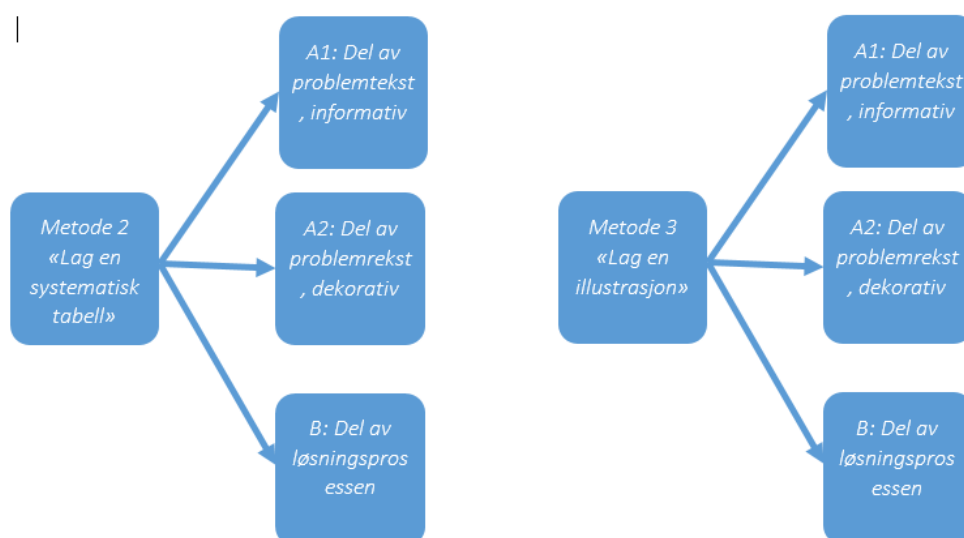 A1: Del av
problemtekst
, informativ
Metode 2
«Lag en
systematisk
tabell»
A2: Del av
problemrekst
, dekorativ
B: Del av
løsningspros
essen
A1: Del av
problemtekst
, informativ
Metode 3
«Lag en
illustrasjon»
A2: Del av
problemrekst
, dekorativ
B: Del av
løsningspros
essen